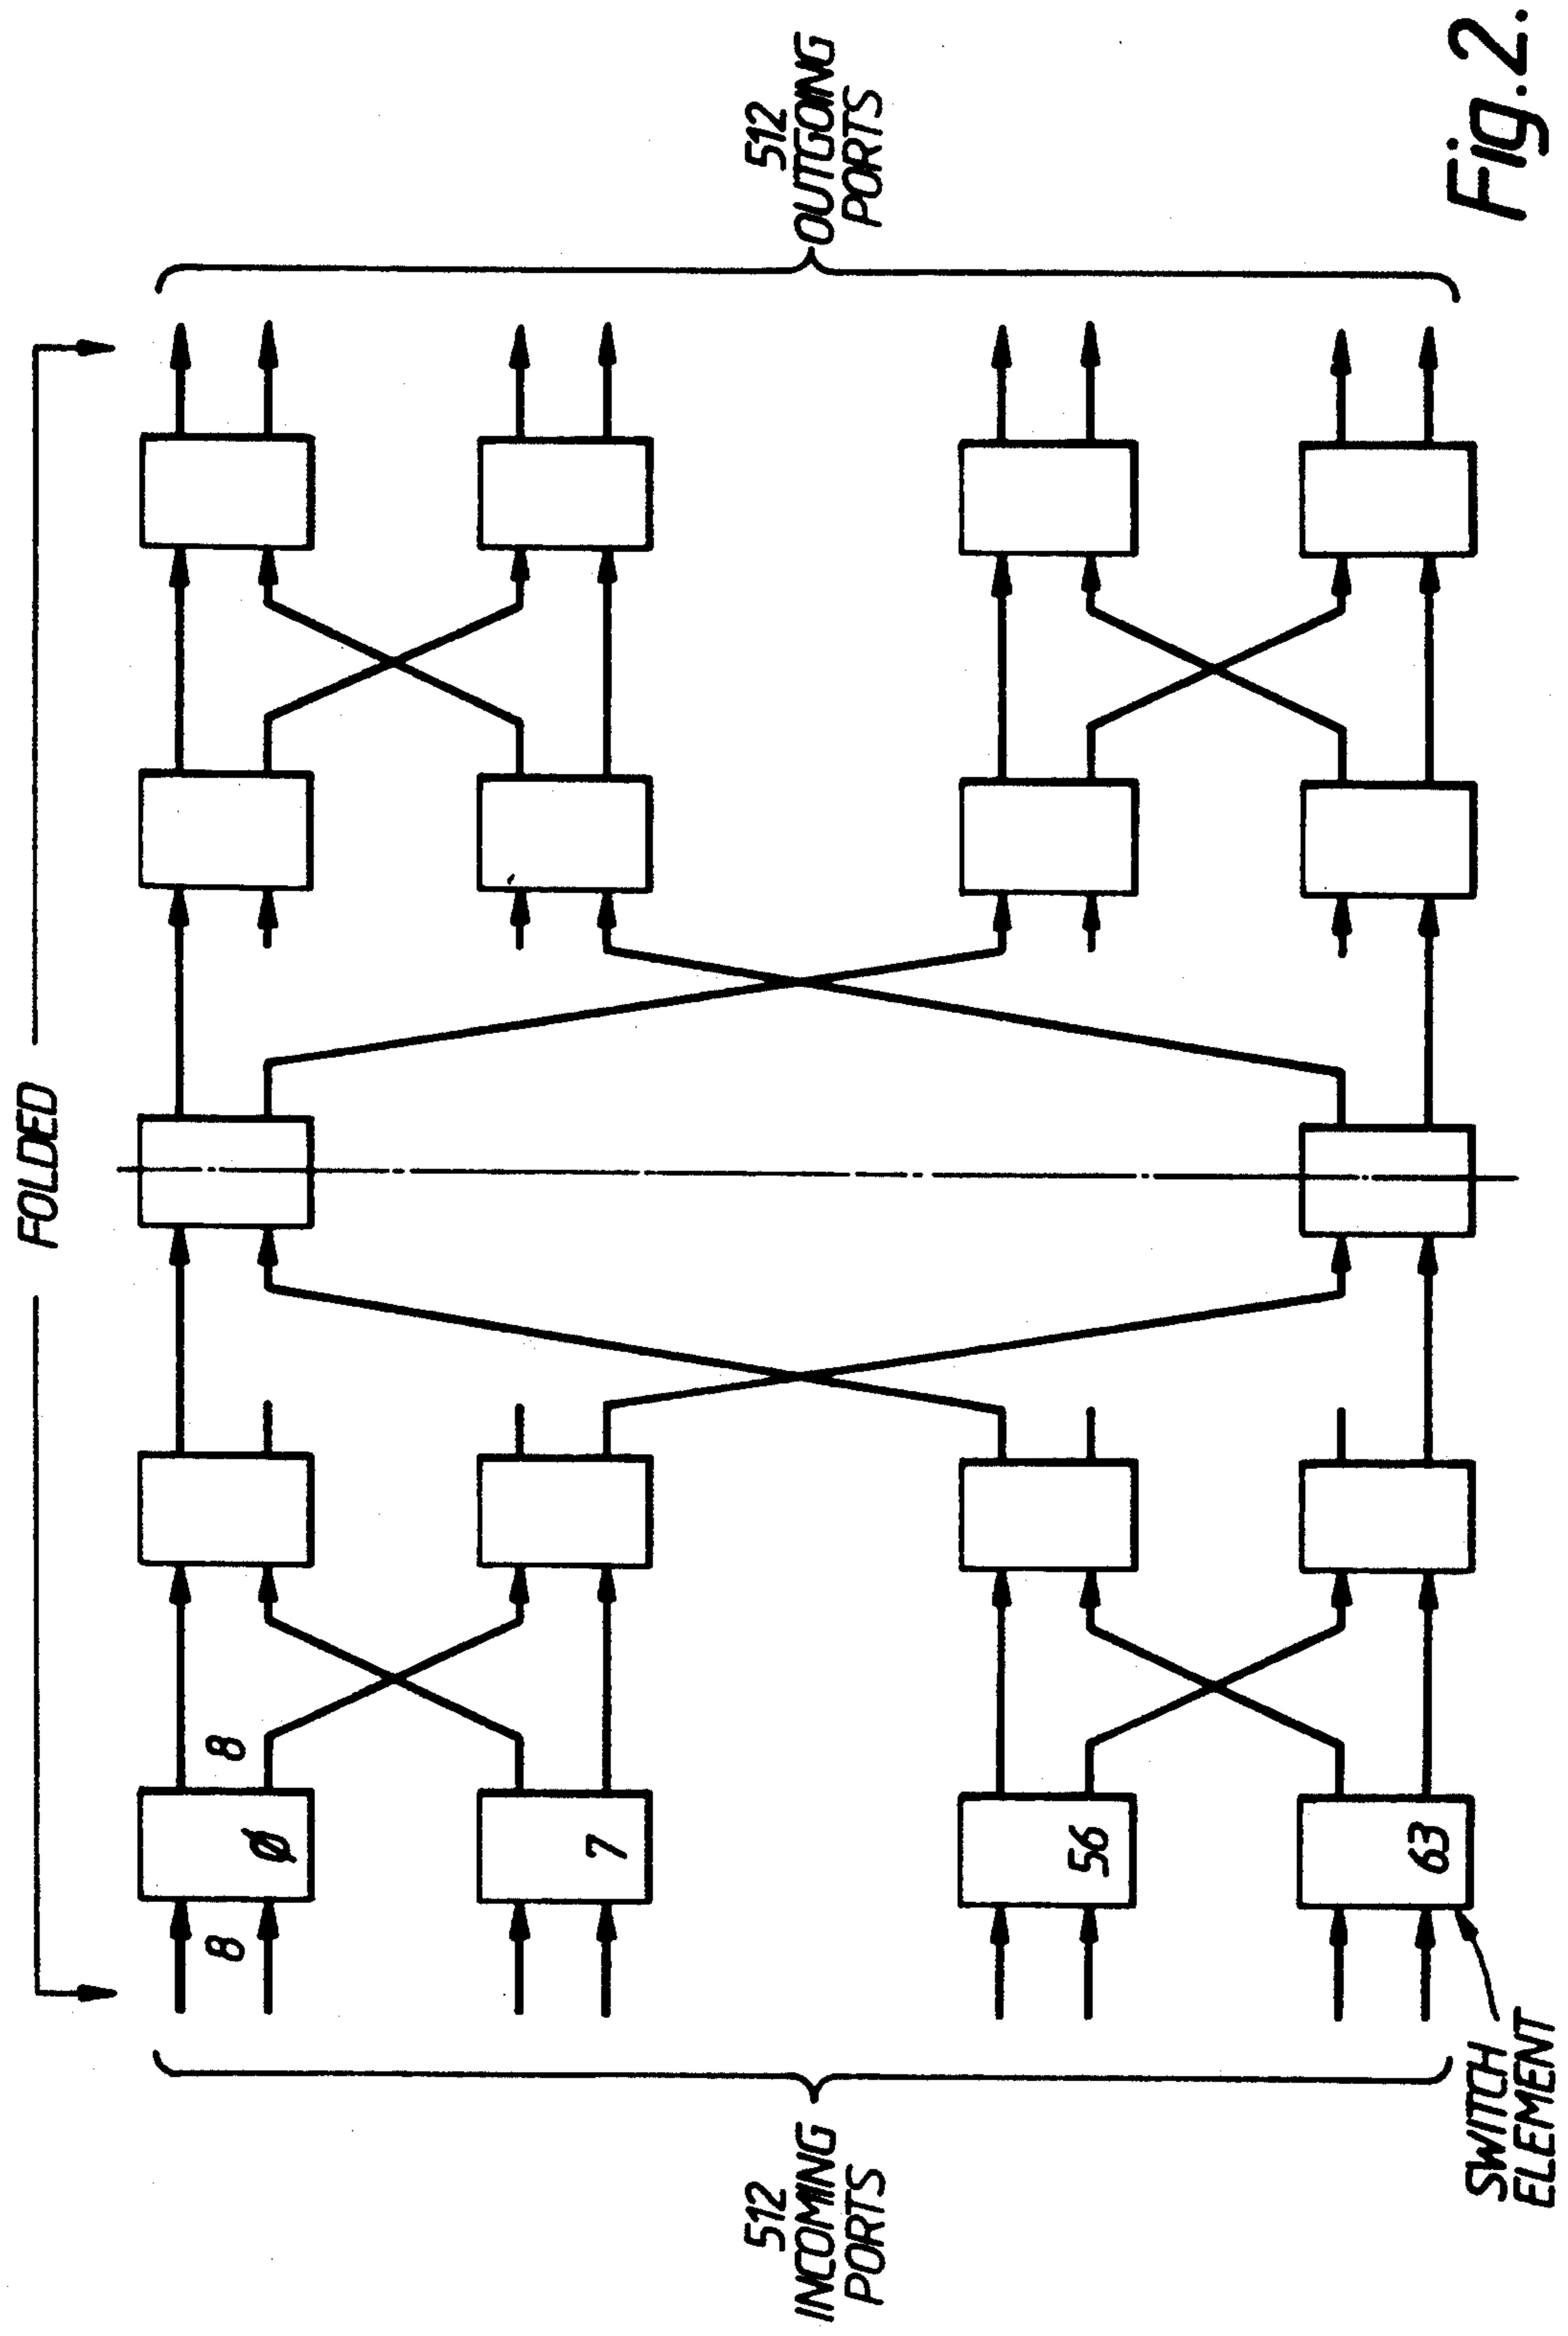 FOLDED
512
INCOMING
PORTS
8
8
Ø
7
56
63
SWITCH
ELEMENT
512
OUTGOING
PORTS
Fig. 2.